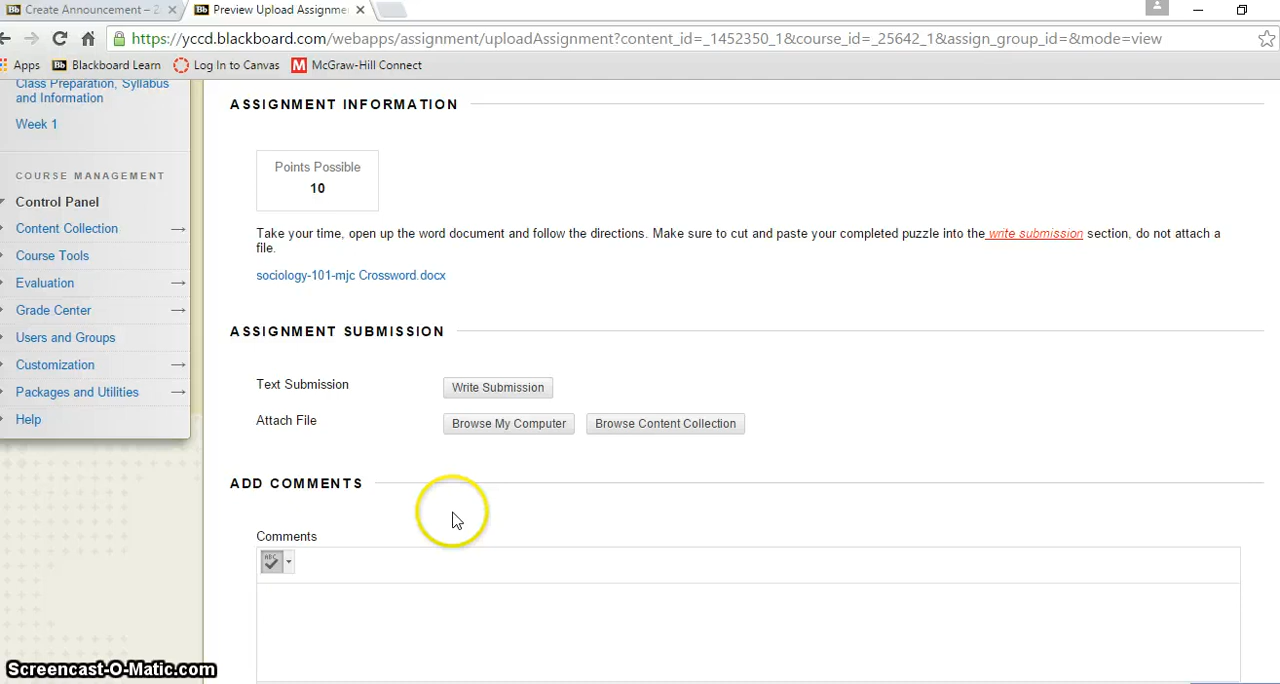 Create Announcement – 2
Preview Upload Assignme
https://yccd.blackboard.com/webapps/assignment/uploadAssignment?content_id=_1452350_1&course_id=_25642_1&assign_group_id=&mode=view
Apps
Bb Blackboard Learn
Log In to Canvas
M McGraw-Hill Connect
Class Preparation, Syllabus
and Information
Week 1
COURSE MANAGEMENT
Control Panel
Content Collection
Course Tools
Evaluation
Grade Center
Users and Groups
Customization
Packages and Utilities
Help
ASSIGNMENT INFORMATION
Points Possible
10
Take your time, open up the word document and follow the directions. Make sure to cut and paste your completed puzzle into the write submission section, do not attach a
file.
sociology-101-mjc Crossword.docx
ASSIGNMENT SUBMISSION
Text Submission
Write Submission
Attach File
Browse My Computer
Browse Content Collection
ADD COMMENTS
Comments
ABC
Screencast-O-Matic.com